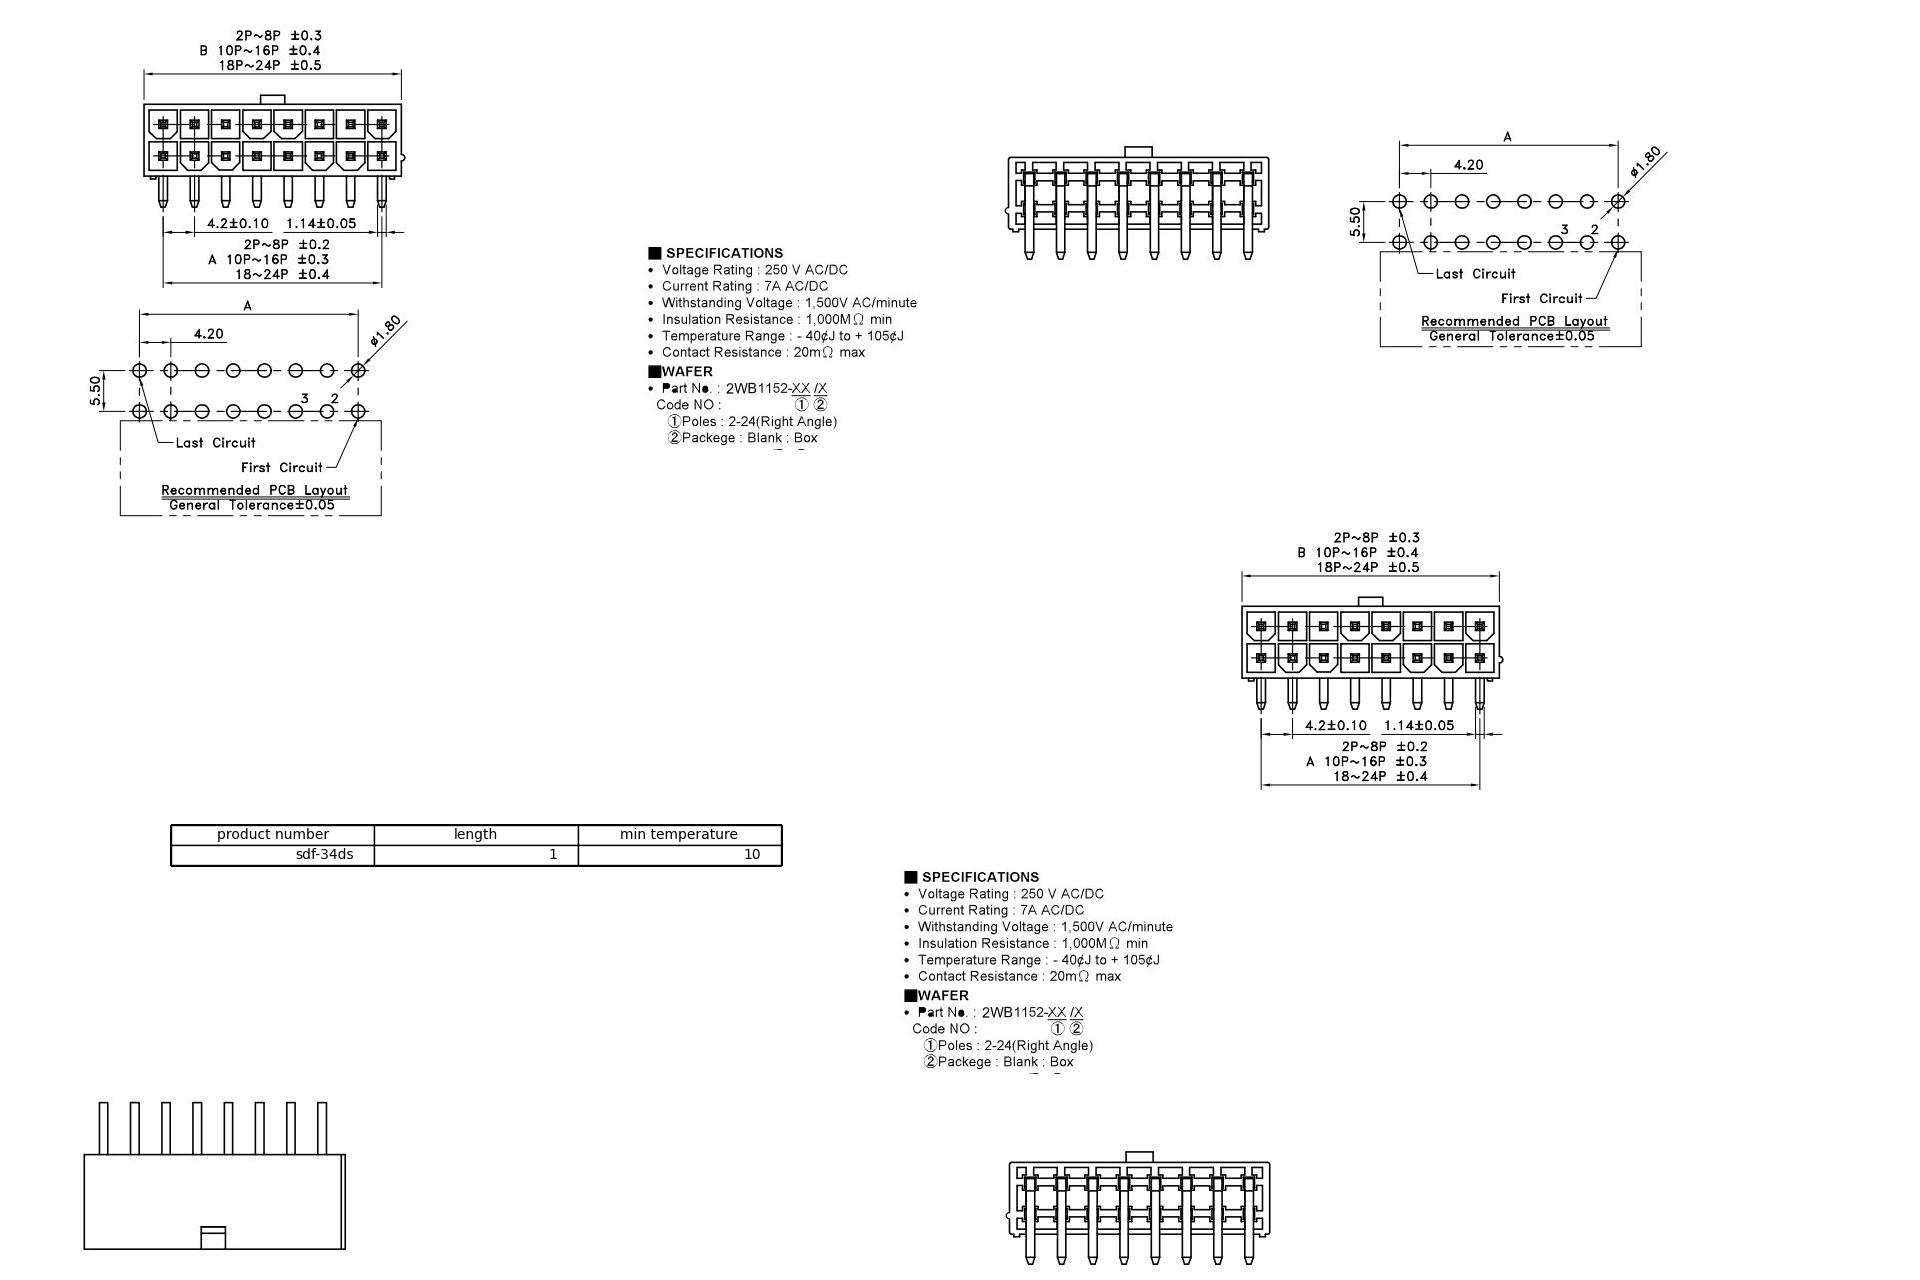 2P~8P ±0.3
B 10P~16P ±0.4
18P~24P ±0.5
4.2±0.10 1.14±0.05
2P~8P ±0.2
A 10P~16P ±0.3
18~24P ±0.4
A
4.20
ø1.80
5.50
3 2
Last Circuit
First Circuit
Recommended PCB Layout
General Tolerance±0.05
■ SPECIFICATIONS
• Voltage Rating : 250 V AC/DC
• Current Rating : 7A AC/DC
• Withstanding Voltage : 1,500V AC/minute
• Insulation Resistance : 1,000MΩ min
• Temperature Range : - 40¢J to + 105¢J
• Contact Resistance : 20mΩ max
■WAFER
• Part No. : 2WB1152-XX /X
Code NO : ① ②
①Poles : 2-24(Right Angle)
②Packege : Blank : Box
A
4.20
ø1.80
5.50
3 2
Last Circuit
First Circuit
Recommended PCB Layout
General Tolerance±0.05
2P~8P ±0.3
B 10P~16P ±0.4
18P~24P ±0.5
4.2±0.10 1.14±0.05
2P~8P ±0.2
A 10P~16P ±0.3
18~24P ±0.4
product number length min temperature
sdf-34ds 1 10
■ SPECIFICATIONS
• Voltage Rating : 250 V AC/DC
• Current Rating : 7A AC/DC
• Withstanding Voltage : 1,500V AC/minute
• Insulation Resistance : 1,000MΩ min
• Temperature Range : - 40¢J to + 105¢J
• Contact Resistance : 20mΩ max
■WAFER
• Part No. : 2WB1152-XX /X
Code NO : ① ②
①Poles : 2-24(Right Angle)
②Packege : Blank : Box